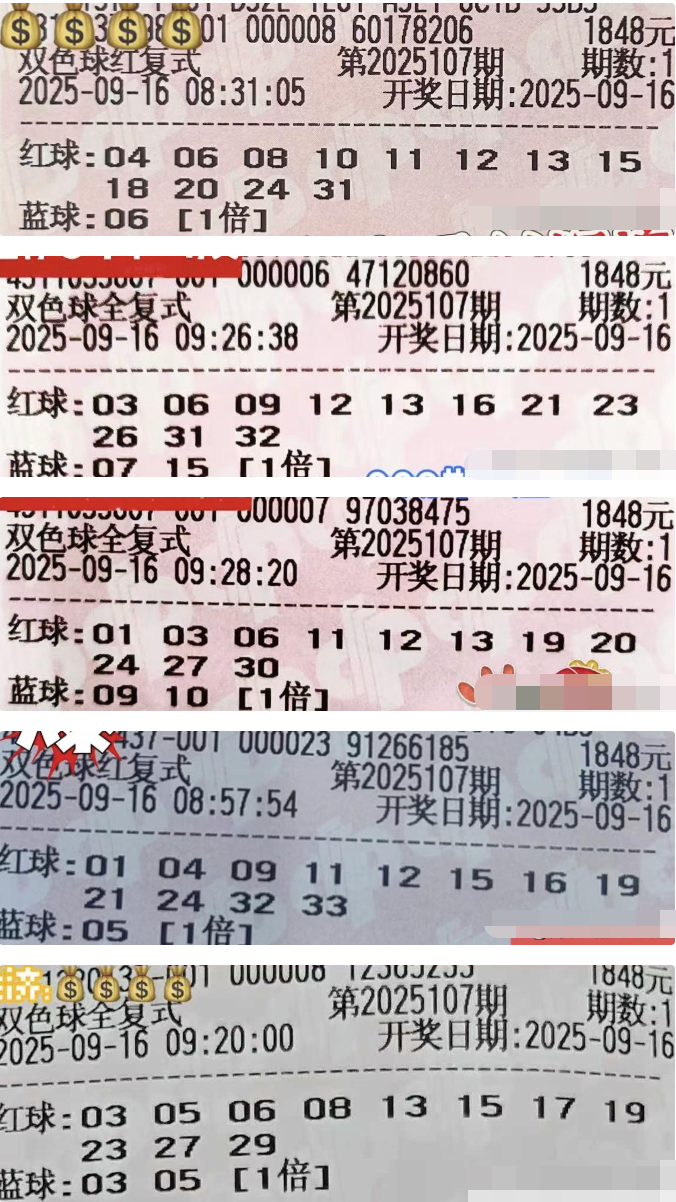 001 000008 60178206 1848元
双色球红复式 第2025107期 期数:1
2025-09-16 08:31:05 开奖日期:2025-09-16
红球:04 06 08 10 11 12 13 15
18 20 24 31
蓝球:06 [1倍]
000006 47120860 1848元
双色球全复式 第2025107期 期数:1
2025-09-16 09:26:38 开奖日期:2025-09-16
红球:03 06 09 12 13 16 21 23
26 31 32
蓝球:07 15 [1倍]
000007 97038475 1848元
双色球全复式 第2025107期 期数:1
2025-09-16 09:28:20 开奖日期:2025-09-16
红球:01 03 06 11 12 13 19 20
24 27 30
蓝球:09 10 [1倍]
437-001 000023 91266185 1848元
双色球红复式 第2025107期 期数:1
2025-09-16 08:57:54 开奖日期:2025-09-16
红球:01 04 09 11 12 15 16 19
21 24 32 33
蓝球:05 [1倍]
001 000008 1848元
双色球全复式 第2025107期 期数:1
2025-09-16 09:20:00 开奖日期:2025-09-16
红球:03 05 06 08 13 15 17 19
23 27 29
蓝球:03 05 [1倍]